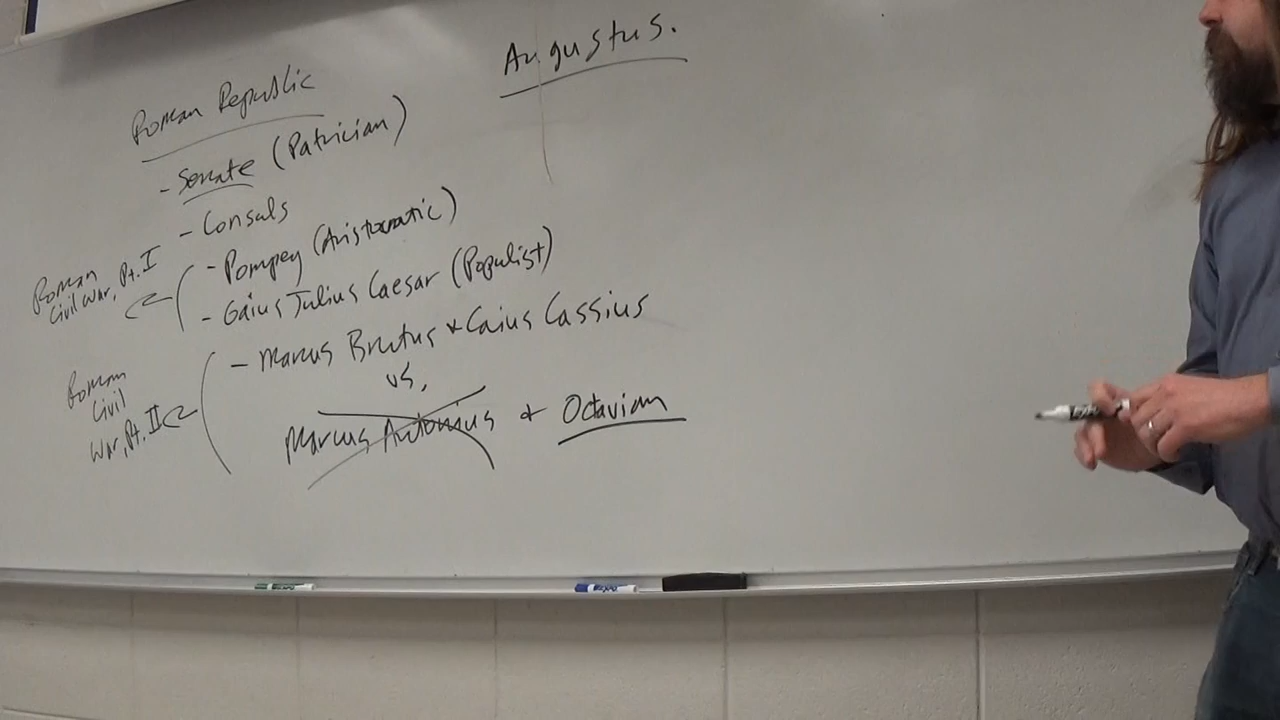 Augustus.
Roman Republic
- Senate (Patrician)
- Consuls
- Pompey (Aristocratic)
- Gaius Julius Caesar (Populist)
Roman
Civil War, Pt. I
- Marcus Brutus & Caius Cassius
vs.
Marcus Antonius & Octavian
Roman
Civil
War, Pt. II
EXPO